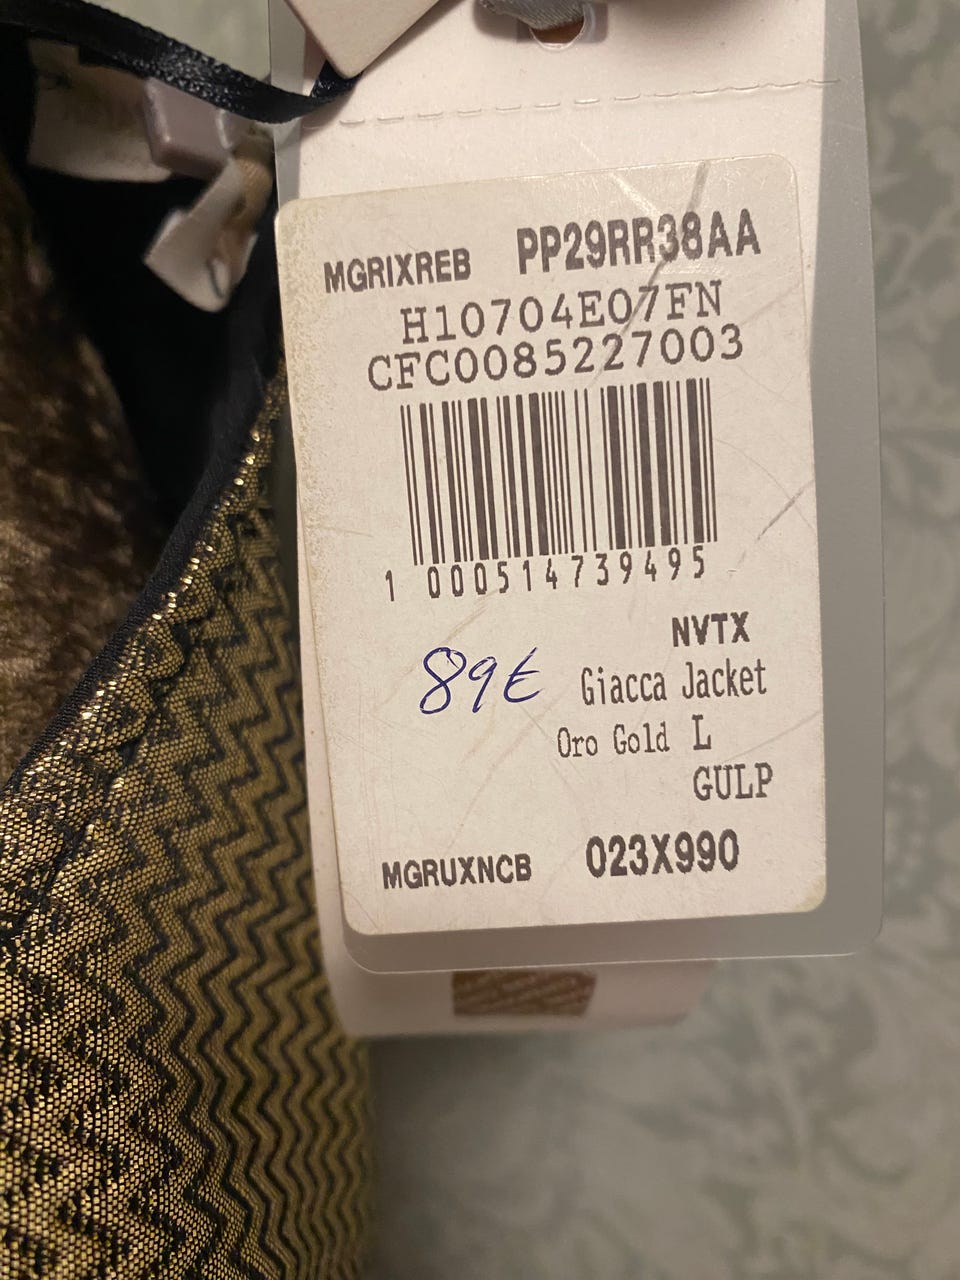 MGRIXREB PP29RR38AA
H10704E07FN
CFC0085227003
1 000514739495
NVTX
89€ Giacca Jacket
Oro Gold L
GULP
MGRUXNCB 023X990